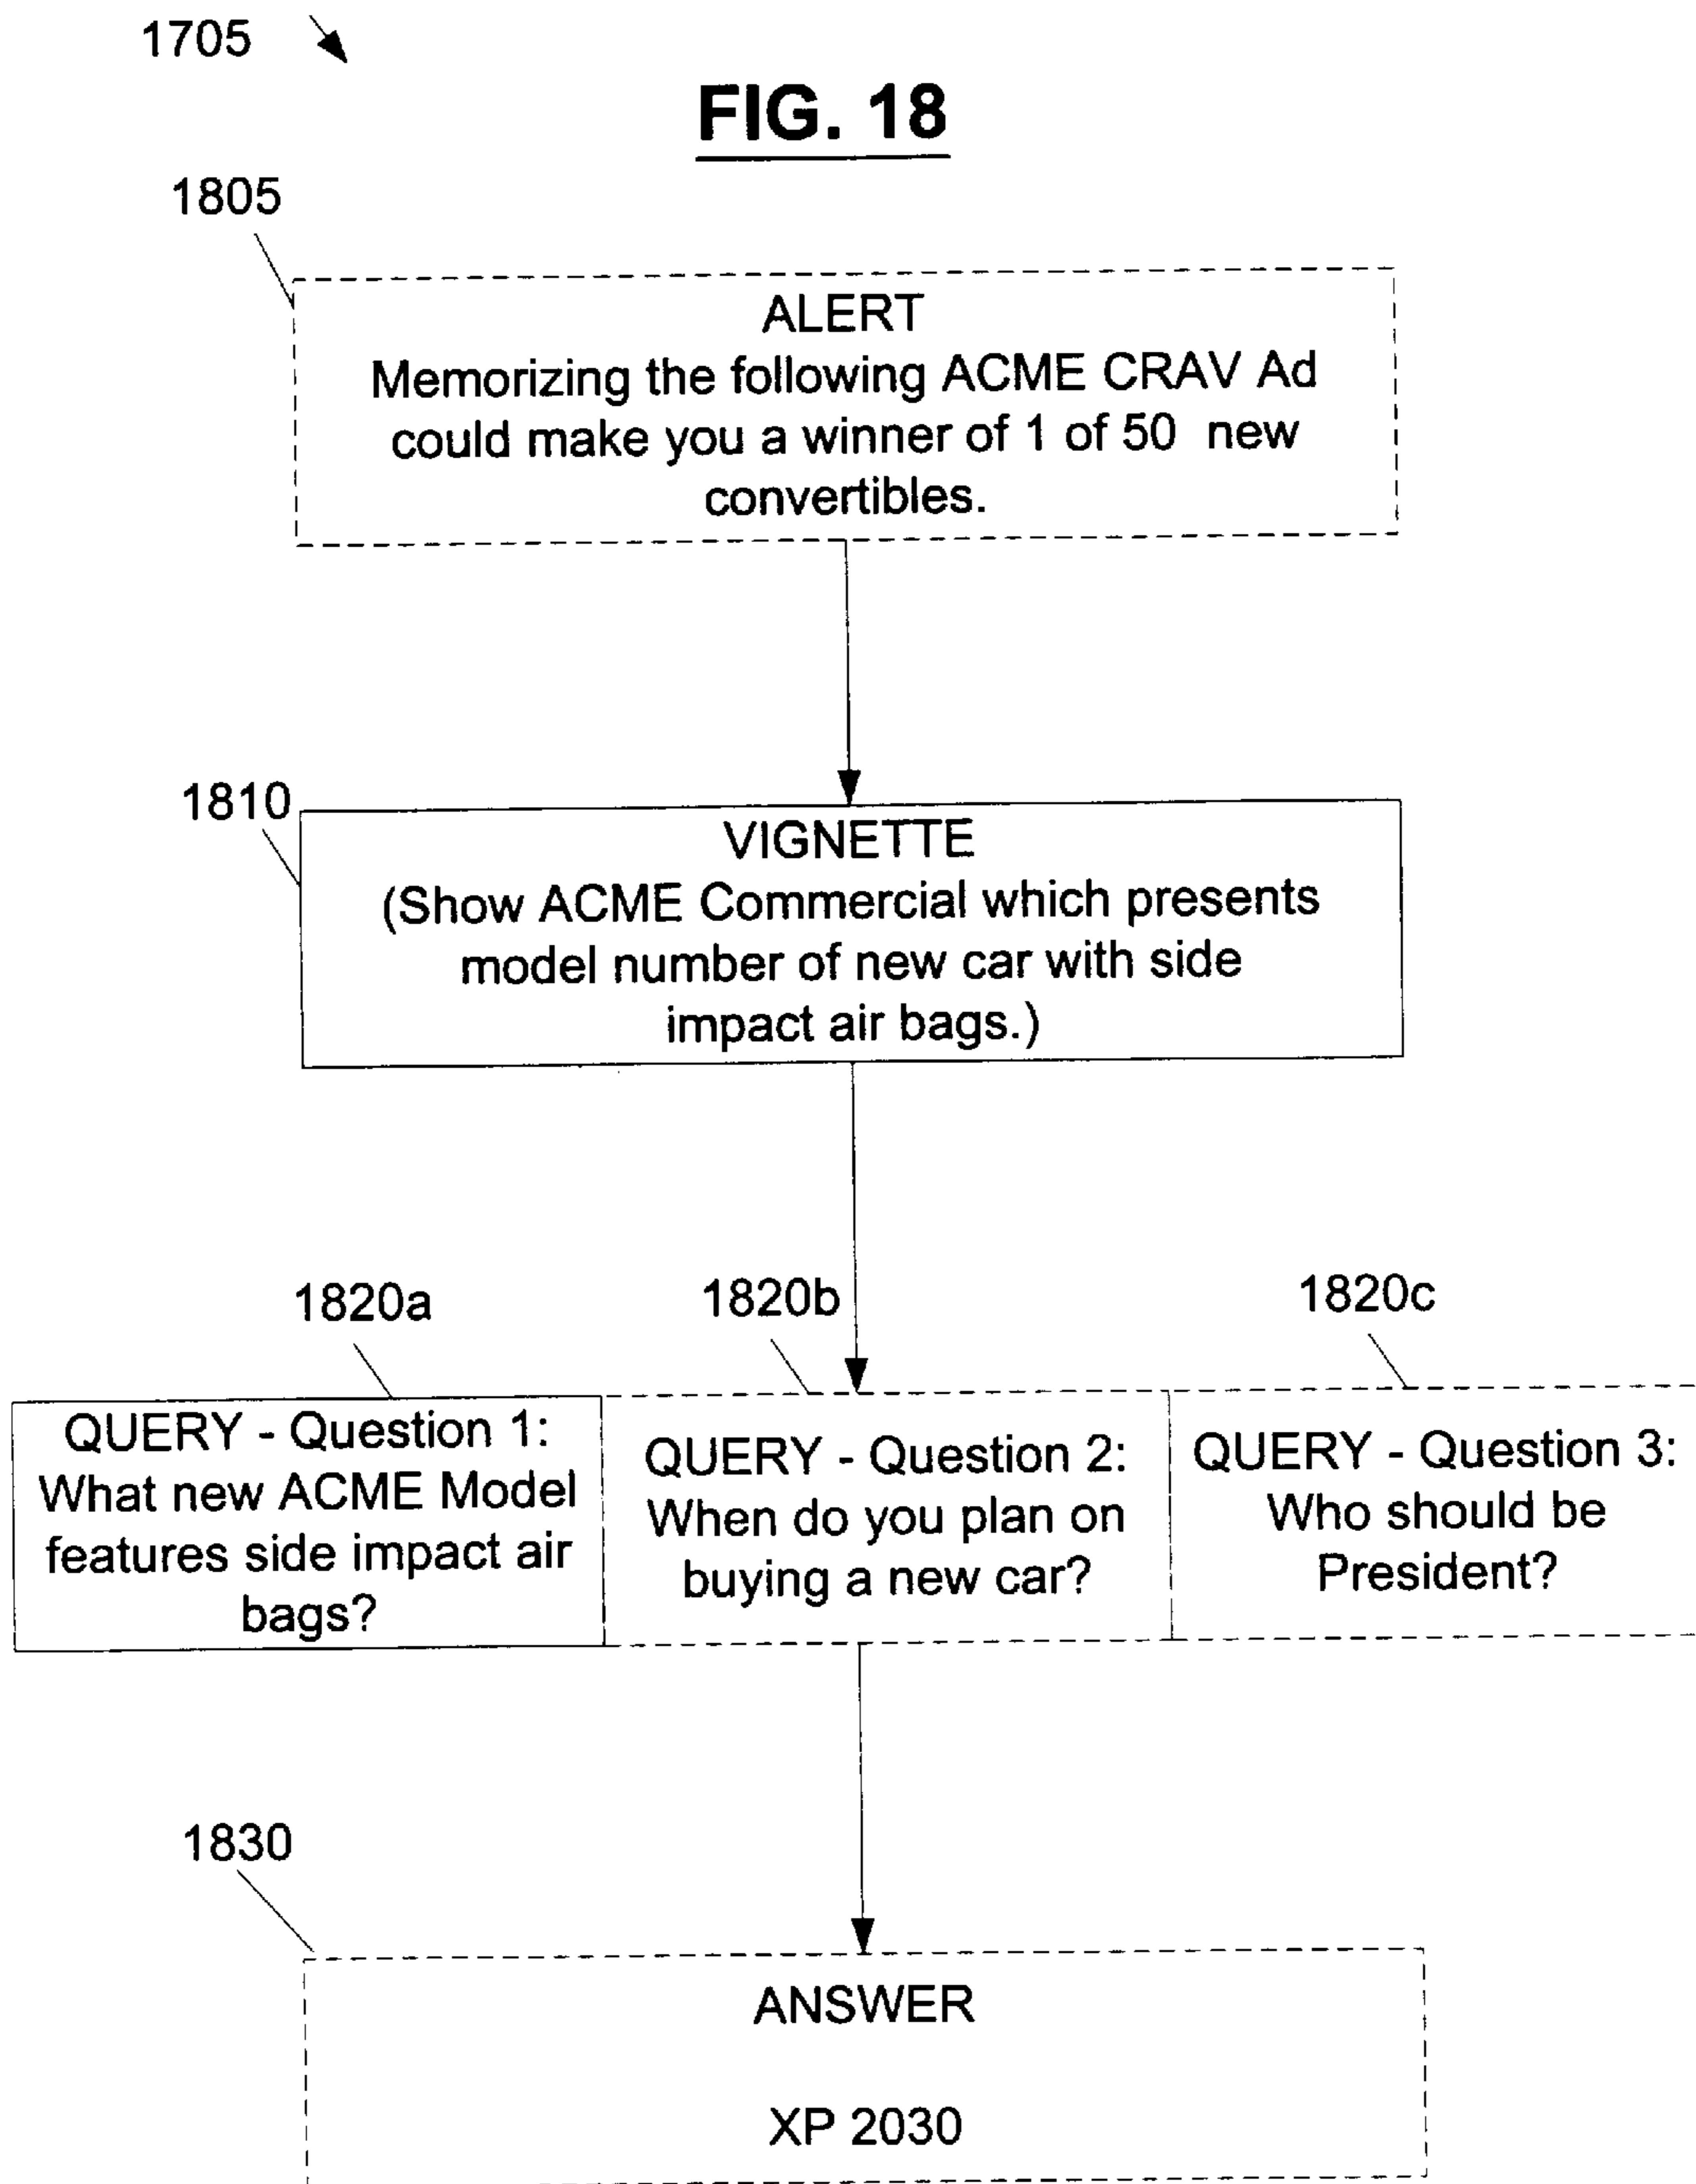 1705
FIG. 18
1805
ALERT
Memorizing the following ACME CRAV Ad
could make you a winner of 1 of 50 new
convertibles.
1810
VIGNETTE
(Show ACME Commercial which presents
model number of new car with side
impact air bags.)
1820a
1820b
1820c
QUERY - Question 1:
What new ACME Model
features side impact air
bags?
QUERY - Question 2:
When do you plan on
buying a new car?
QUERY - Question 3:
Who should be
President?
1830
ANSWER
XP 2030